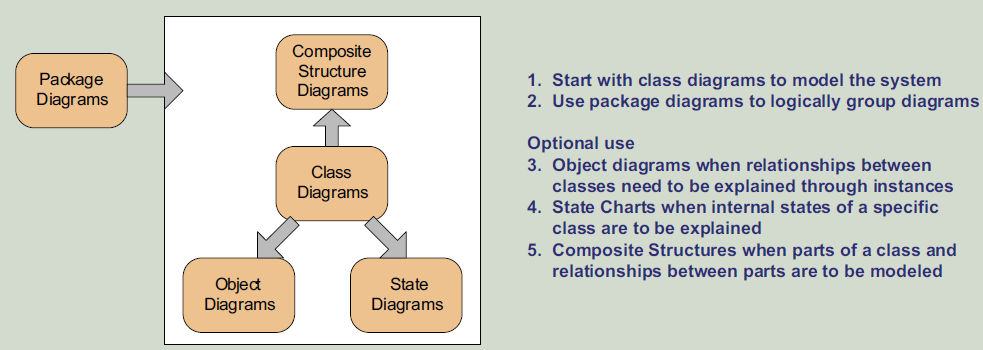 Package
Diagrams
Composite
Structure
Diagrams
Class
Diagrams
Object
Diagrams
State
Diagrams
1. Start with class diagrams to model the system
2. Use package diagrams to logically group diagrams
Optional use
3. Object diagrams when relationships between
classes need to be explained through instances
4. State Charts when internal states of a specific
class are to be explained
5. Composite Structures when parts of a class and
relationships between parts are to be modeled